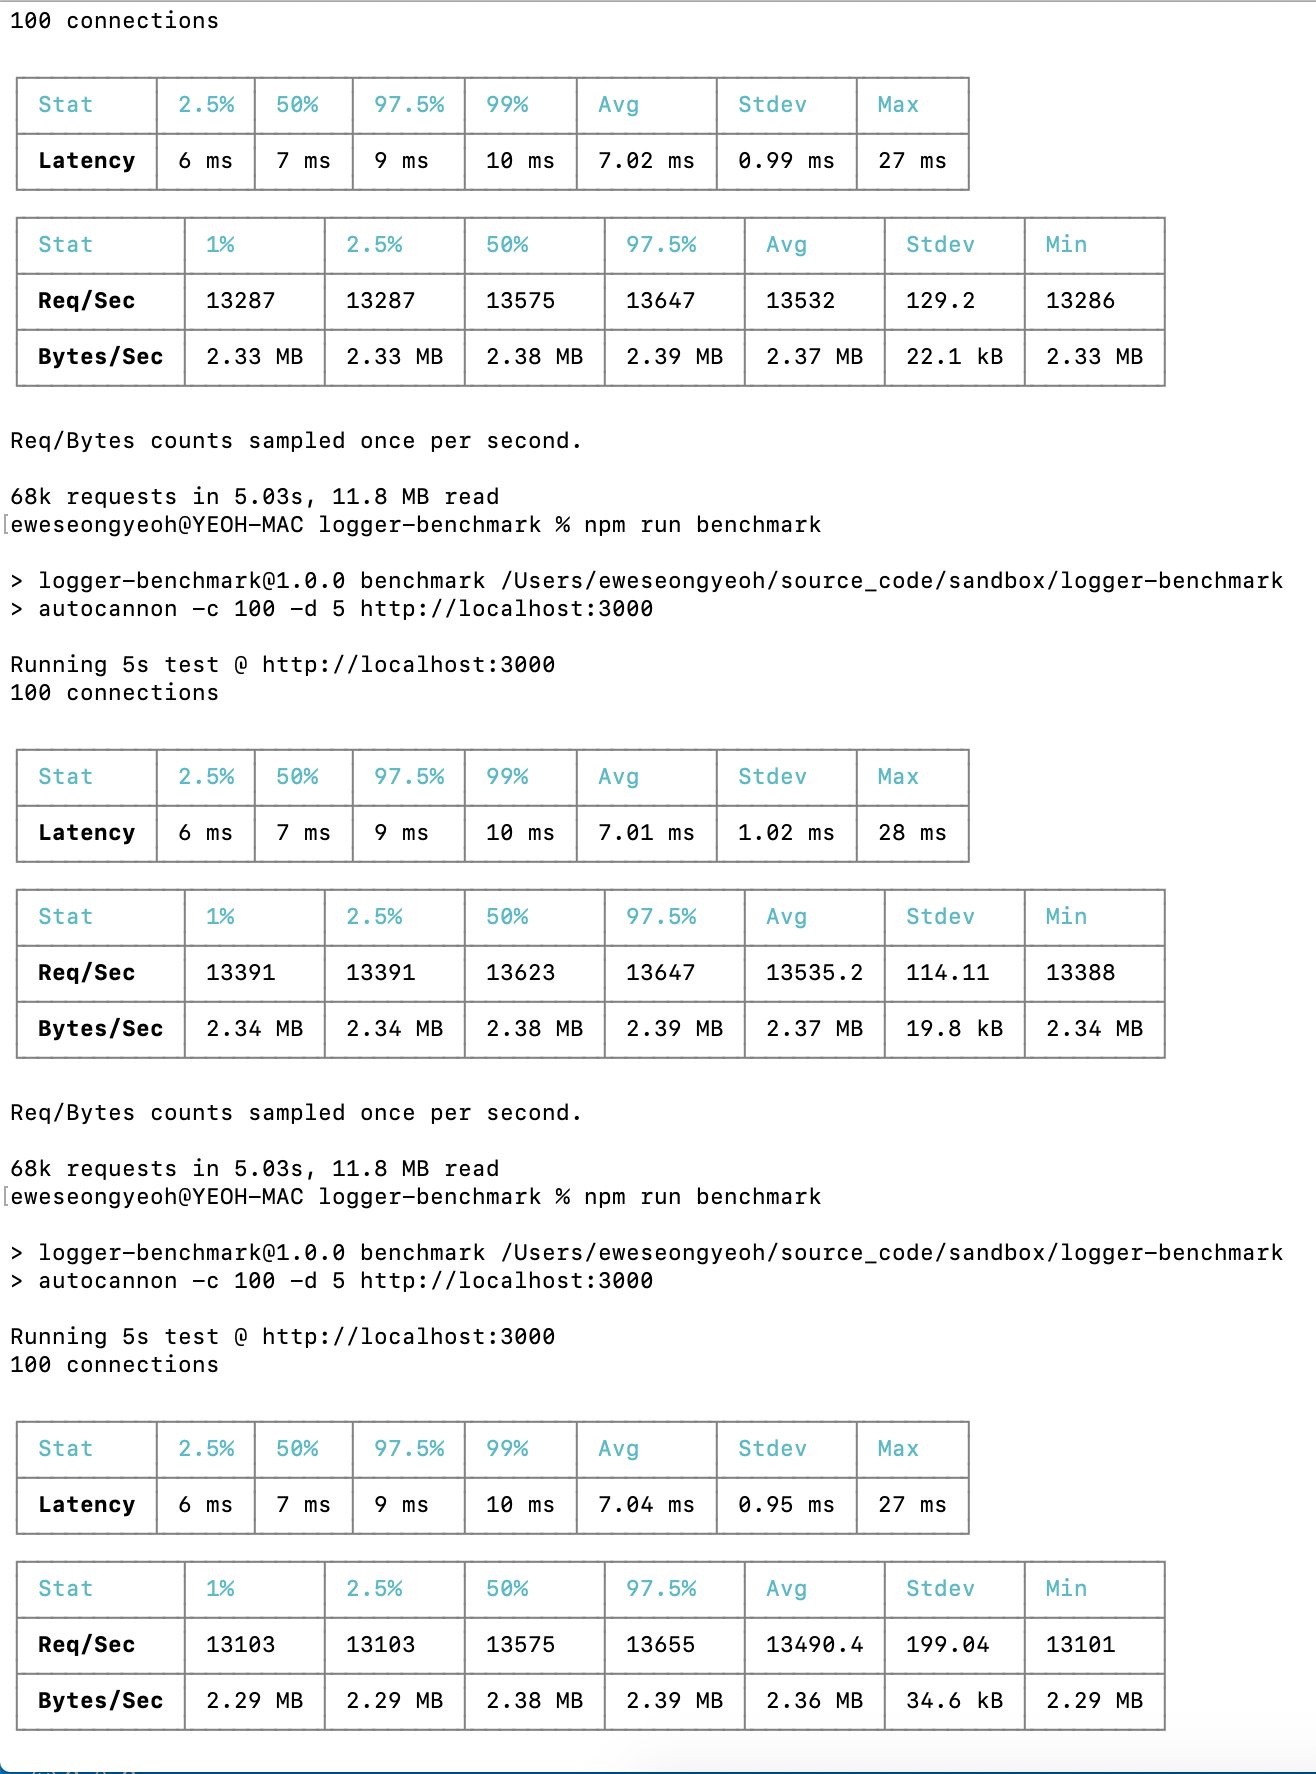 100 connections
Stat 2.5% 50% 97.5% 99% Avg Stdev Max
Latency 6 ms 7 ms 9 ms 10 ms 7.02 ms 0.99 ms 27 ms
Stat 1% 2.5% 50% 97.5% Avg Stdev Min
Req/Sec 13287 13287 13575 13647 13532 129.2 13286
Bytes/Sec 2.33 MB 2.33 MB 2.38 MB 2.39 MB 2.37 MB 22.1 kB 2.33 MB
Req/Bytes counts sampled once per second.
68k requests in 5.03s, 11.8 MB read
[eweseongyeoh@YEOH-MAC logger-benchmark % npm run benchmark
> logger-benchmark@1.0.0 benchmark /Users/eweseongyeoh/source_code/sandbox/logger-benchmark
> autocannon -c 100 -d 5 http://localhost:3000
Running 5s test @ http://localhost:3000
100 connections
Stat 2.5% 50% 97.5% 99% Avg Stdev Max
Latency 6 ms 7 ms 9 ms 10 ms 7.01 ms 1.02 ms 28 ms
Stat 1% 2.5% 50% 97.5% Avg Stdev Min
Req/Sec 13391 13391 13623 13647 13535.2 114.11 13388
Bytes/Sec 2.34 MB 2.34 MB 2.38 MB 2.39 MB 2.37 MB 19.8 kB 2.34 MB
Req/Bytes counts sampled once per second.
68k requests in 5.03s, 11.8 MB read
[eweseongyeoh@YEOH-MAC logger-benchmark % npm run benchmark
> logger-benchmark@1.0.0 benchmark /Users/eweseongyeoh/source_code/sandbox/logger-benchmark
> autocannon -c 100 -d 5 http://localhost:3000
Running 5s test @ http://localhost:3000
100 connections
Stat 2.5% 50% 97.5% 99% Avg Stdev Max
Latency 6 ms 7 ms 9 ms 10 ms 7.04 ms 0.95 ms 27 ms
Stat 1% 2.5% 50% 97.5% Avg Stdev Min
Req/Sec 13103 13103 13575 13655 13490.4 199.04 13101
Bytes/Sec 2.29 MB 2.29 MB 2.38 MB 2.39 MB 2.36 MB 34.6 kB 2.29 MB